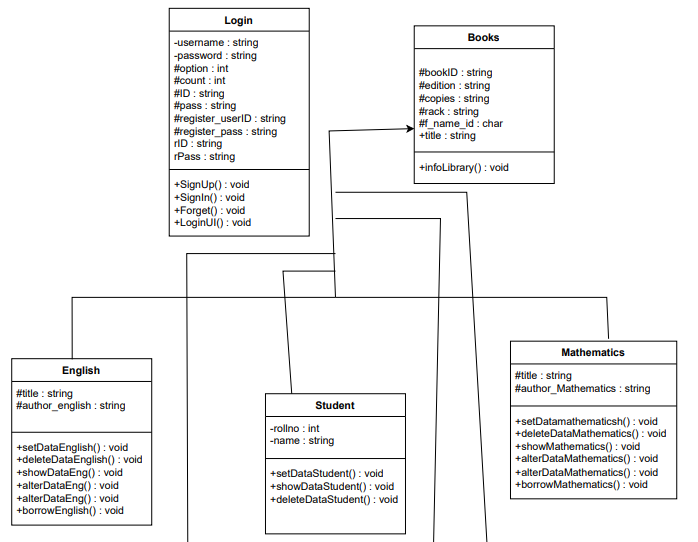 Login
-username : string
-password : string
#option : int
#count : int
#ID : string
#pass : string
#register_userID : string
#register_pass : string
rID : string
rPass : string
+SignUp() : void
+SignIn() : void
+Forget() : void
+LoginUI() : void
Books
#bookID : string
#edition : string
#copies : string
#rack : string
#f_name_id : char
+title : string
+infoLibrary() : void
English
#title : string
#author_english : string
+setDataEnglish() : void
+deleteDataEnglish() : void
+showDataEng() : void
+alterDataEng() : void
+alterDataEng() : void
+borrowEnglish() : void
Student
-rollno : int
-name : string
+setDataStudent() : void
+showDataStudent() : void
+deleteDataStudent() : void
Mathematics
#title : string
#author_Mathematics : string
+setDatamathematicsh() : void
+deleteDataMathematics() : void
+showMathematics() : void
+alterDataMathematics() : void
+alterDataMathematics() : void
+borrowMathematics() : void